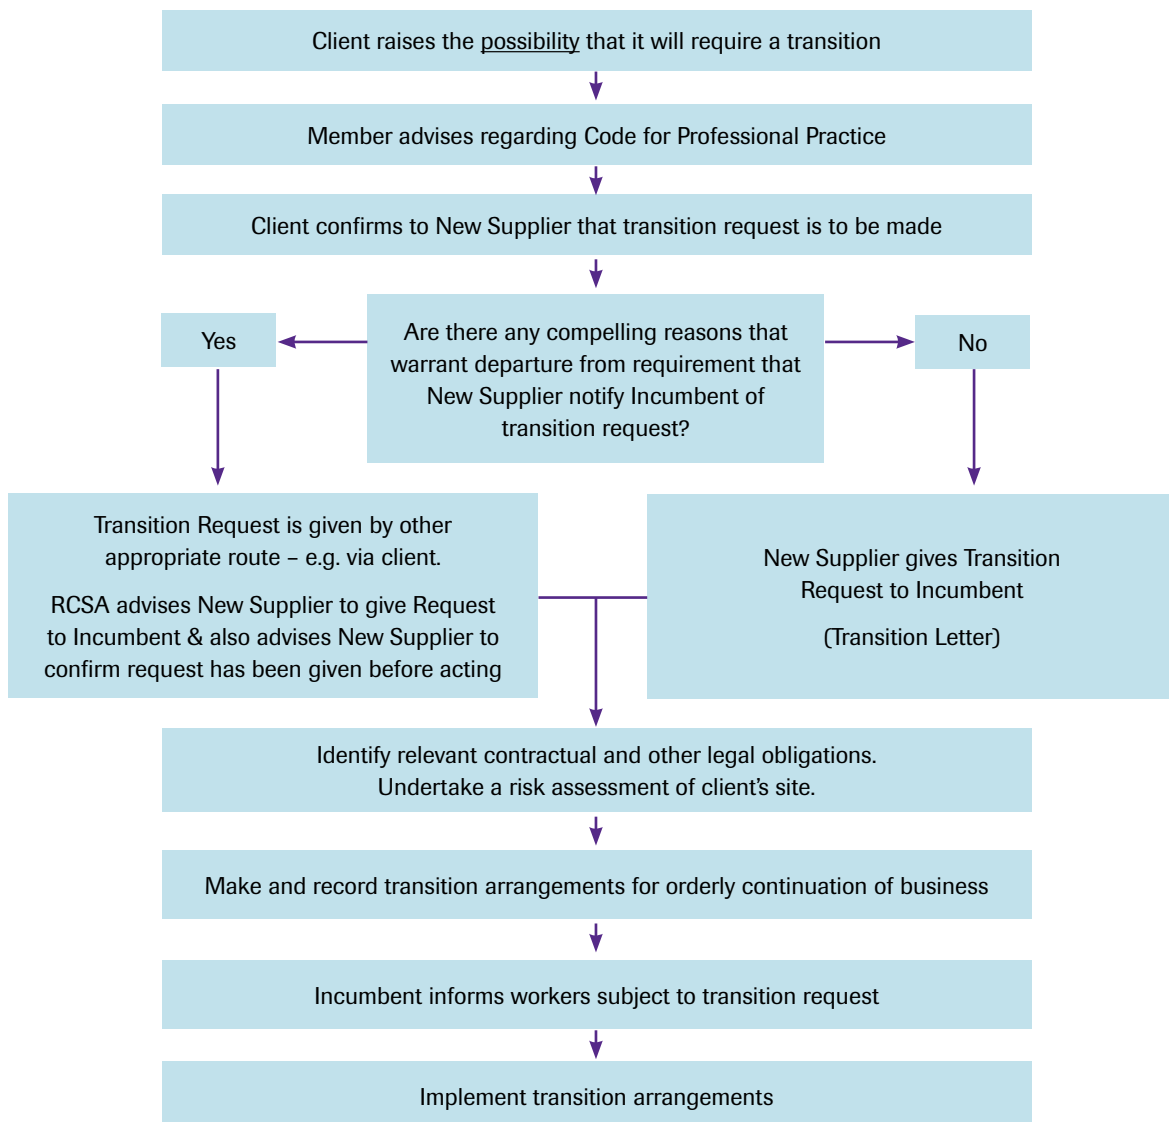 Client raises the possibility that it will require a transition
Member advises regarding Code for Professional Practice
Client confirms to New Supplier that transition request is to be made
Yes
Are there any compelling reasons that
warrant departure from requirement that
New Supplier notify Incumbent of
transition request?
No
Transition Request is given by other
appropriate route – e.g. via client.
RCSA advises New Supplier to give Request
to Incumbent & also advises New Supplier to
confirm request has been given before acting
New Supplier gives Transition
Request to Incumbent
(Transition Letter)
Identify relevant contractual and other legal obligations.
Undertake a risk assessment of client's site.
Make and record transition arrangements for orderly continuation of business
Incumbent informs workers subject to transition request
Implement transition arrangements